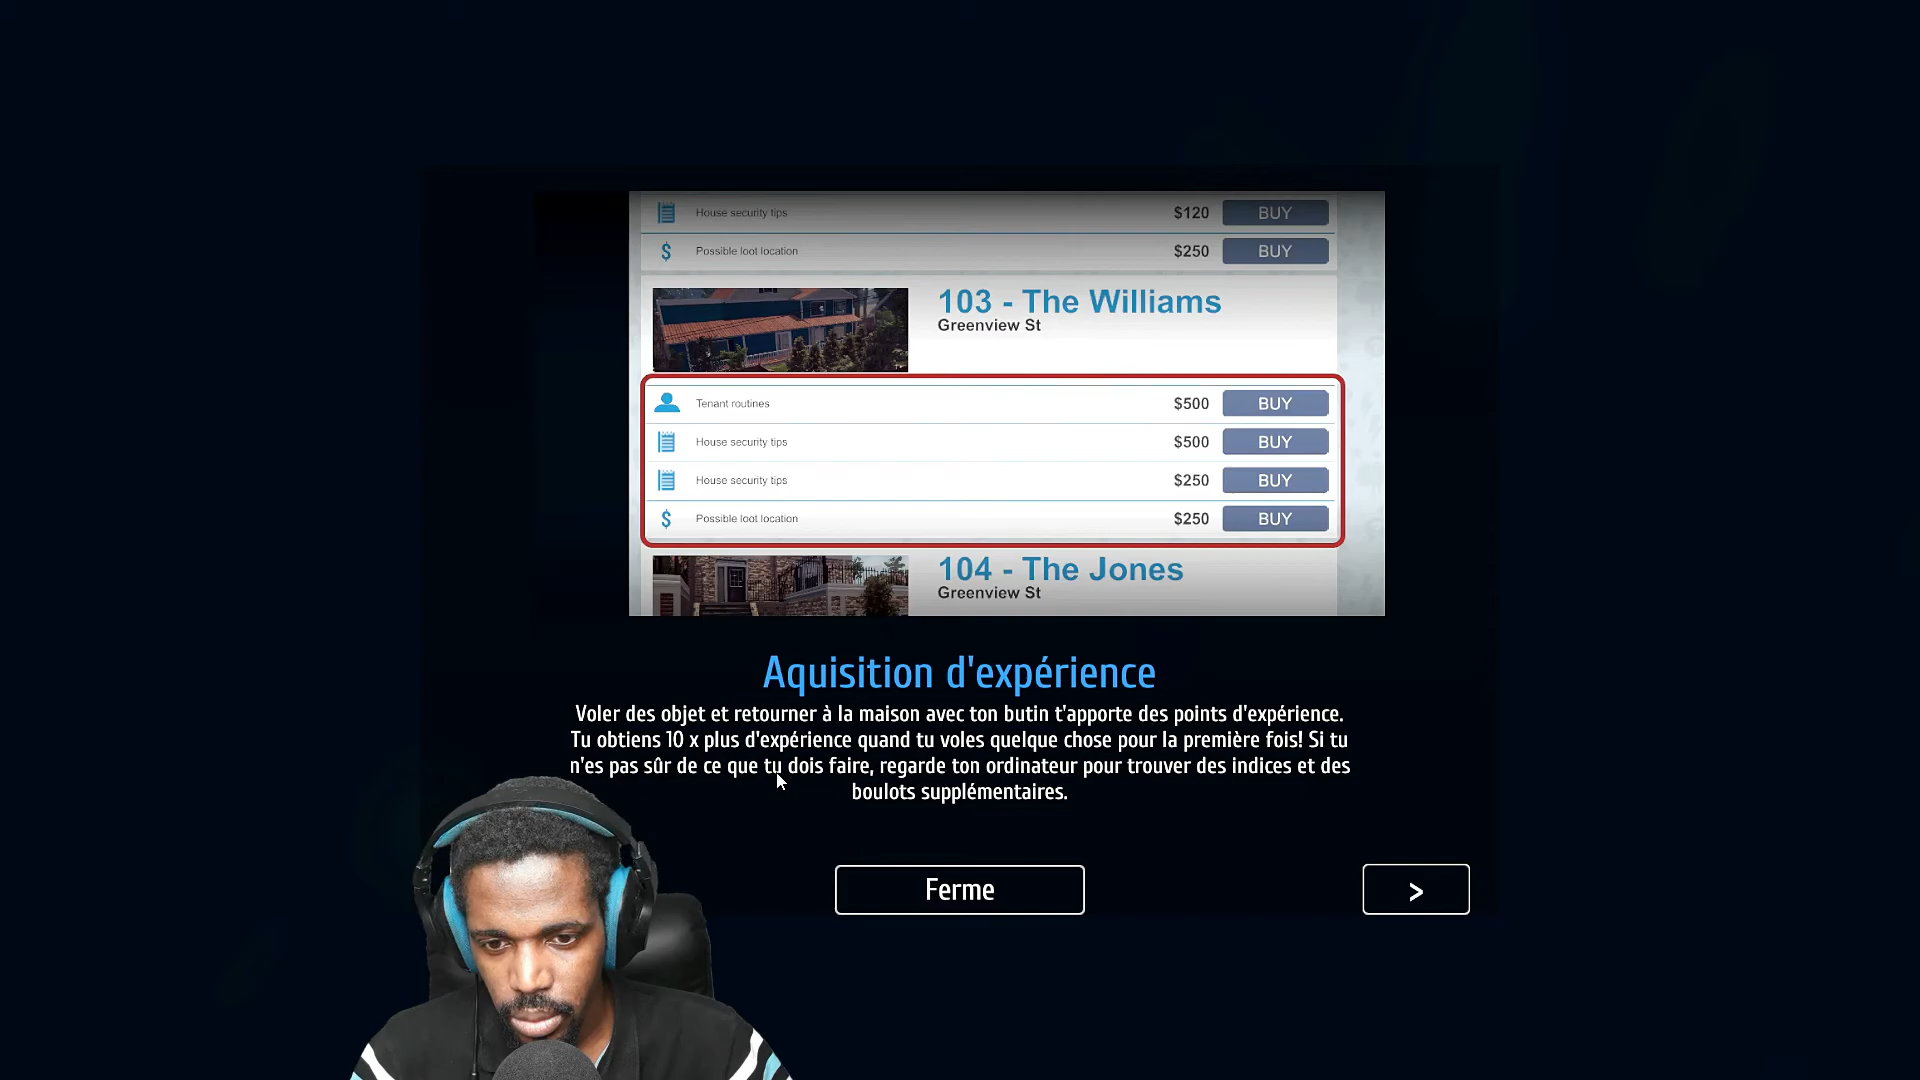 House security tips $120 BUY
Possible loot location $250 BUY
103 - The Williams
Greenview St
Tenant routines $500 BUY
House security tips $500 BUY
House security tips $250 BUY
Possible loot location $250 BUY
104 - The Jones
Greenview St
Aquisition d'expérience
Voler des objet et retourner à la maison avec ton butin t'apporte des points d'expérience.
Tu obtiens 10 x plus d'expérience quand tu voles quelque chose pour la première fois! Si tu
n'es pas sûr de ce que tu dois faire, regarde ton ordinateur pour trouver des indices et des
boulots supplémentaires.
Ferme
>